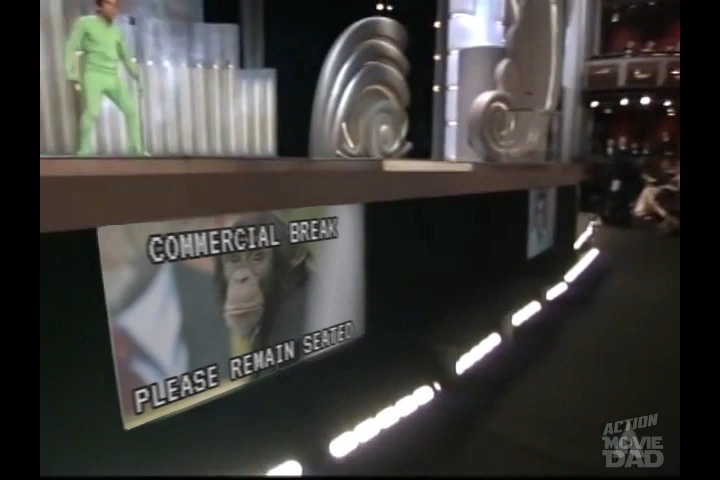 COMMERCIAL BREAK
PLEASE REMAIN SEATED
ACTION
MOVIE
DAD